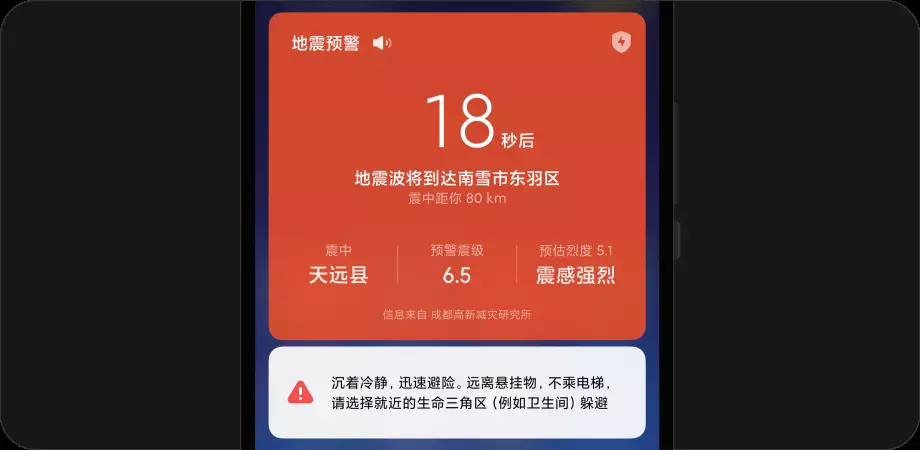 地震预警
18 秒后
地震波将到达南雪市东羽区
震中距你 80 km
震中 预警震级 预估烈度 5.1
天远县 6.5 震感强烈
信息来自 成都高新减灾研究所
沉着冷静，迅速避险。远离悬挂物，不乘电梯，
请选择就近的生命三角区（例如卫生间）躲避